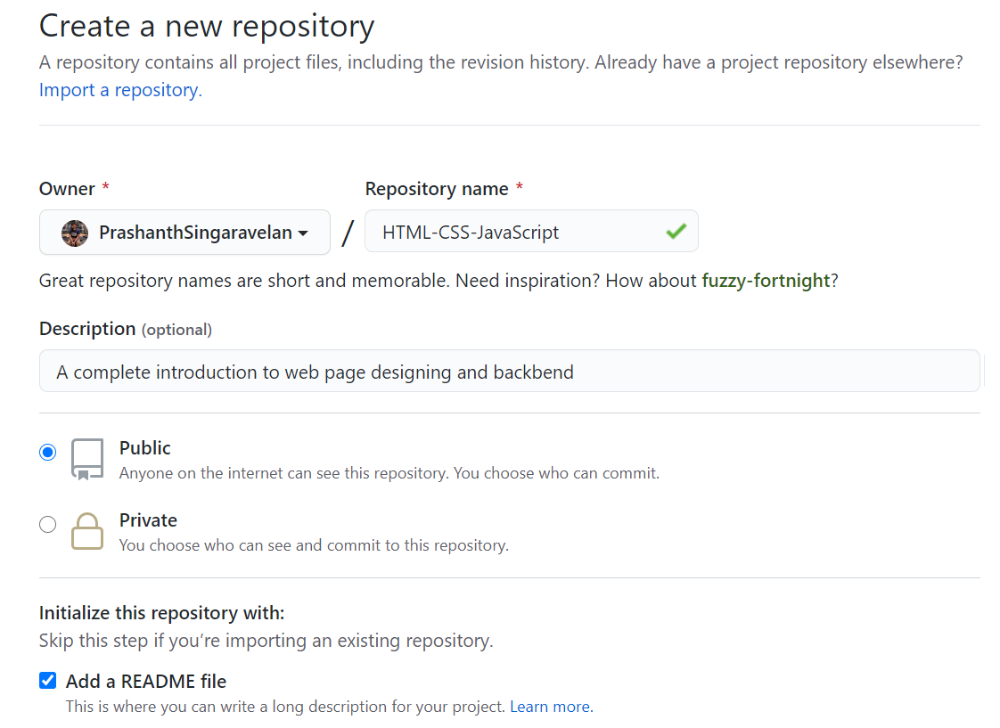 Create a new repository
A repository contains all project files, including the revision history. Already have a project repository elsewhere?
Import a repository.
Owner * Repository name *
PrashanthSingaravelan / HTML-CSS-JavaScript
Great repository names are short and memorable. Need inspiration? How about fuzzy-fortnight?
Description (optional)
A complete introduction to web page designing and backbend
Public
Anyone on the internet can see this repository. You choose who can commit.
Private
You choose who can see and commit to this repository.
Initialize this repository with:
Skip this step if you’re importing an existing repository.
Add a README file
This is where you can write a long description for your project. Learn more.